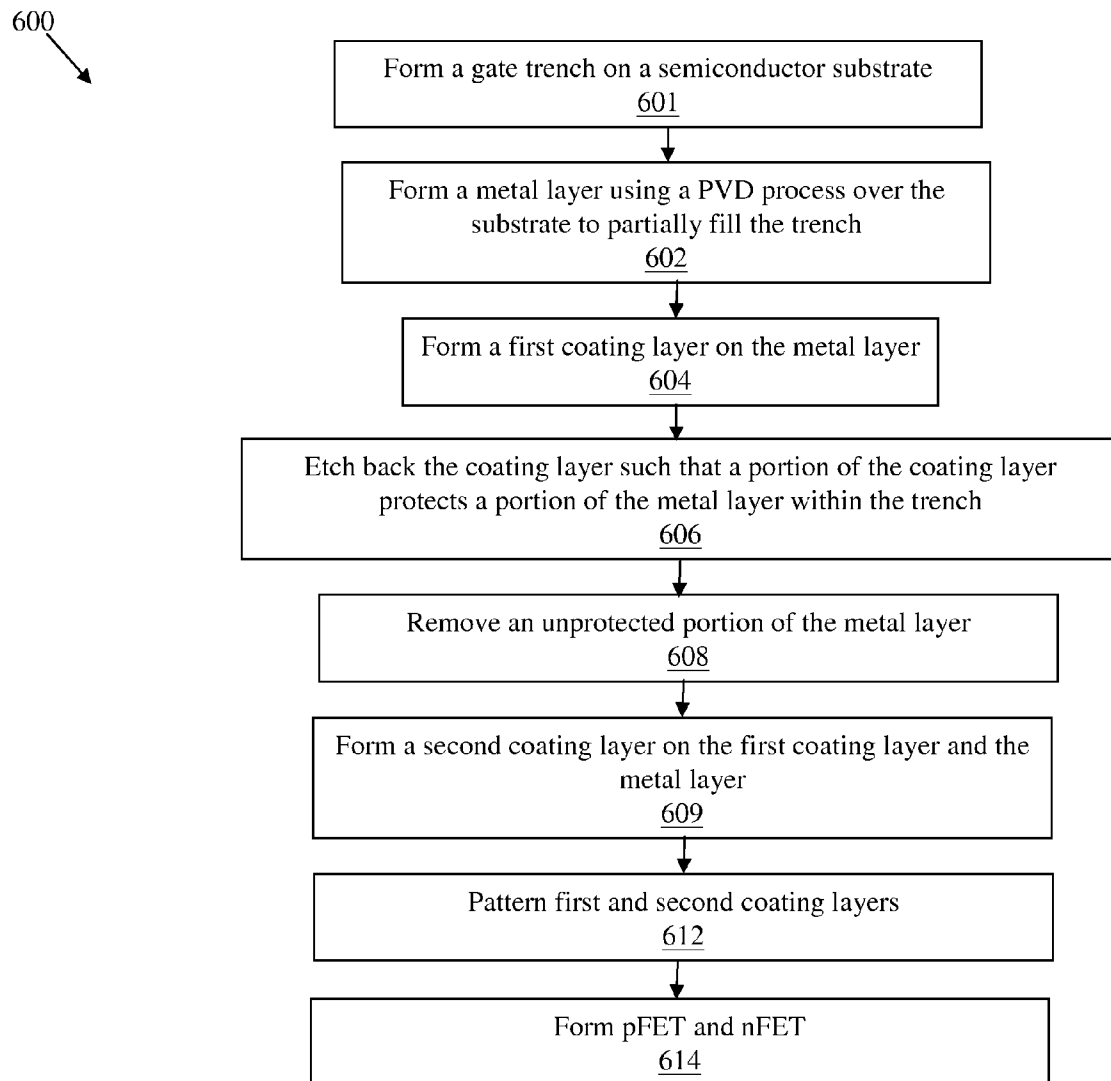 600
Form a gate trench on a semiconductor substrate
601
Form a metal layer using a PVD process over the
substrate to partially fill the trench
602
Form a first coating layer on the metal layer
604
Etch back the coating layer such that a portion of the coating layer
protects a portion of the metal layer within the trench
606
Remove an unprotected portion of the metal layer
608
Form a second coating layer on the first coating layer and the
metal layer
609
Pattern first and second coating layers
612
Form pFET and nFET
614